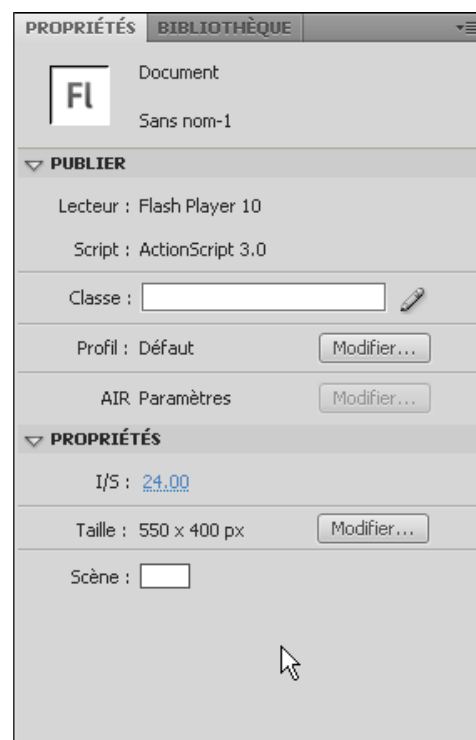 PROPRIÉTÉS BIBLIOTHÈQUE
Fl
Document
Sans nom-1
PUBLIER
Lecteur : Flash Player 10
Script : ActionScript 3.0
Classe :
Profil : Défaut Modifier...
AIR Paramètres Modifier...
PROPRIÉTÉS
I/S : 24.00
Taille : 550 x 400 px Modifier...
Scène :